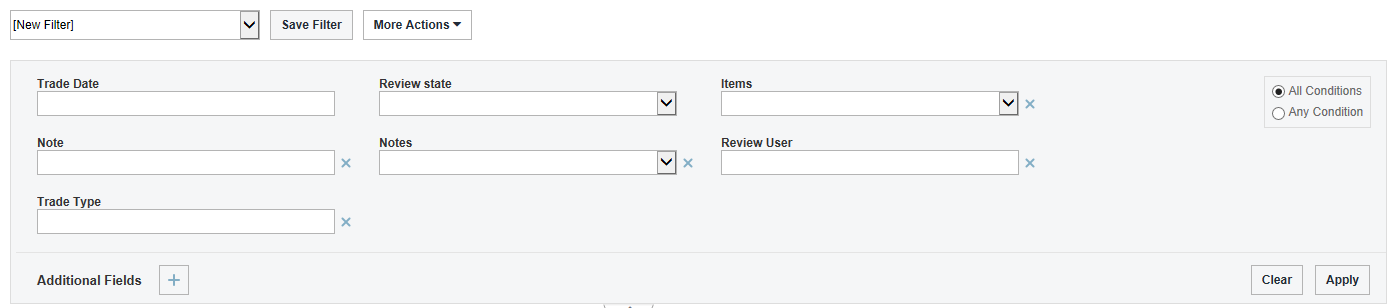 [New Filter] Save Filter More Actions
Trade Date Review state Items
All Conditions
Any Condition
Note Notes Review User
Trade Type
Additional Fields + Clear Apply